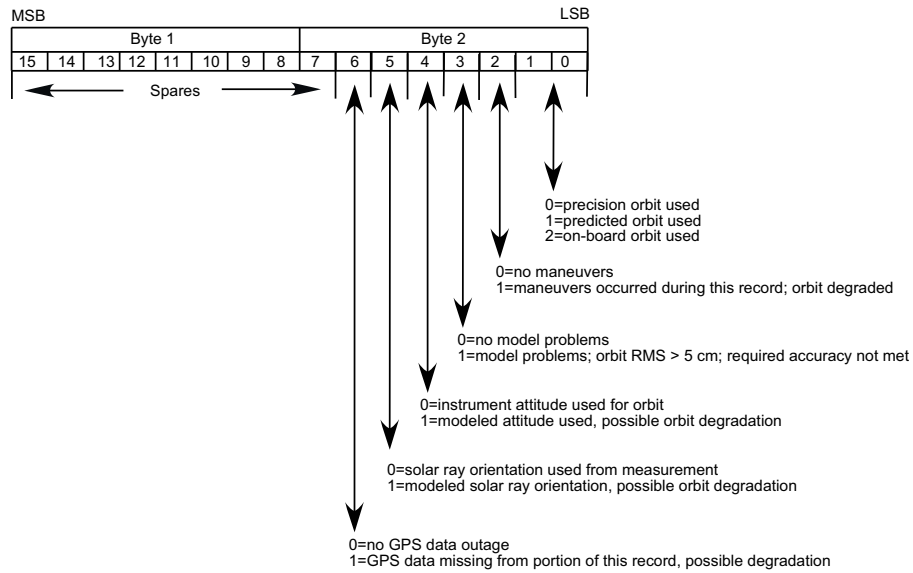 MSB LSB
Byte 1 Byte 2
15 14 13 12 11 10 9 8 7 6 5 4 3 2 1 0
Spares
0=precision orbit used
1=predicted orbit used
2=on-board orbit used
0=no maneuvers
1=maneuvers occurred during this record; orbit degraded
0=no model problems
1=model problems; orbit RMS > 5 cm; required accuracy not met
0=instrument attitude used for orbit
1=modeled attitude used, possible orbit degradation
0=solar ray orientation used from measurement
1=modeled solar ray orientation, possible orbit degradation
0=no GPS data outage
1=GPS data missing from portion of this record, possible degradation